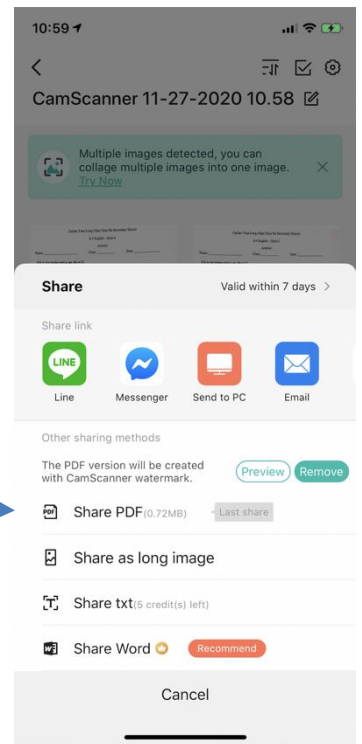 10:59
CamScanner 11-27-2020 10.58
Multiple images detected, you can
collage multiple images into one image.
Try Now
Share
Valid within 7 days >
Share link
LINE
Line
Messenger
Send to PC
Email
Other sharing methods
The PDF version will be created
with CamScanner watermark.
Preview
Remove
PDF
Share PDF(0.72MB)
Last share
Share as long image
Share txt(5 credit(s) left)
Share Word
Recommend
Cancel